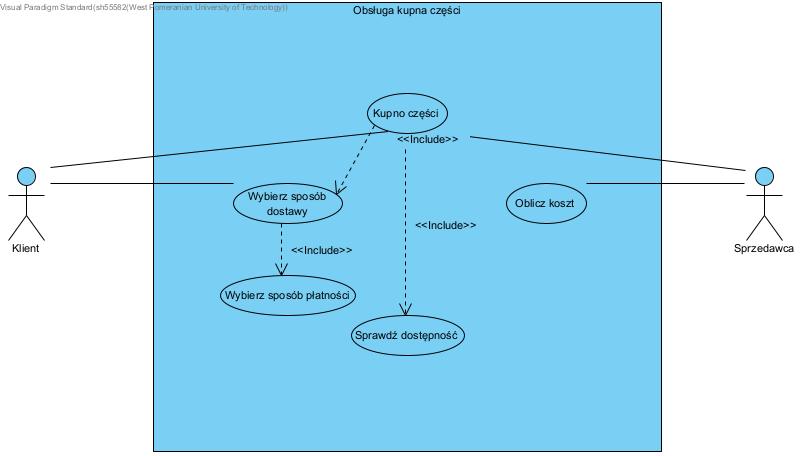 Visual Paradigm Standard(sh55582(West Pomeranian University of Technology))
Obsługa kupna części
Kupno części
<<Include>>
Wybierz sposób
dostawy
Oblicz koszt
<<Include>>
Klient
Sprzedawca
<<Include>>
Wybierz sposób płatności
Sprawdź dostępność